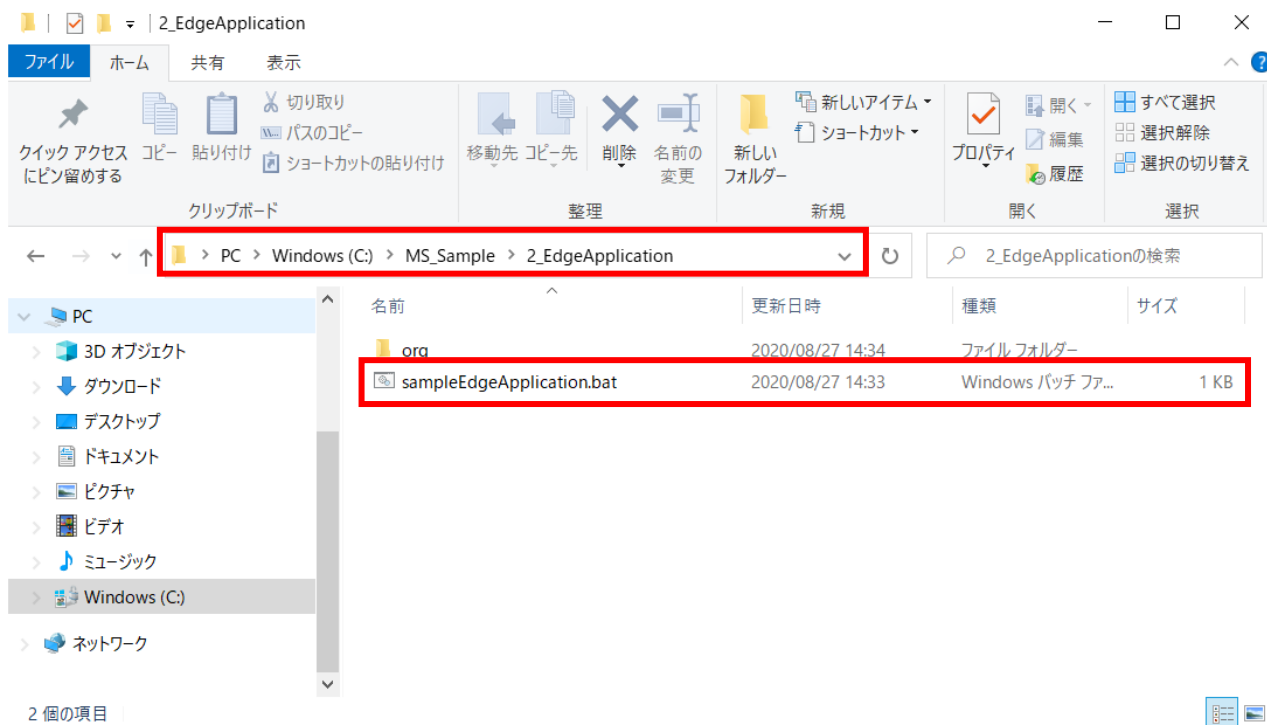 2_EdgeApplication
ファイル ホーム 共有 表示
クイック アクセス
にピン留めする
コピー
貼り付け
切り取り
パスのコピー
ショートカットの貼り付け
クリップボード
移動先
コピー先
削除
名前の
変更
整理
新しい
フォルダー
新しいアイテム
ショートカット
新規
プロパティ
開く
編集
履歴
開く
すべて選択
選択解除
選択の切り替え
選択
PC Windows (C:) MS_Sample 2_EdgeApplication
2_EdgeApplicationの検索
名前 更新日時 種類 サイズ
org 2020/08/27 14:34 ファイル フォルダー
sampleEdgeApplication.bat 2020/08/27 14:33 Windows バッチ ファ... 1 KB
PC
3D オブジェクト
ダウンロード
デスクトップ
ドキュメント
ピクチャ
ビデオ
ミュージック
Windows (C:)
ネットワーク
2 個の項目